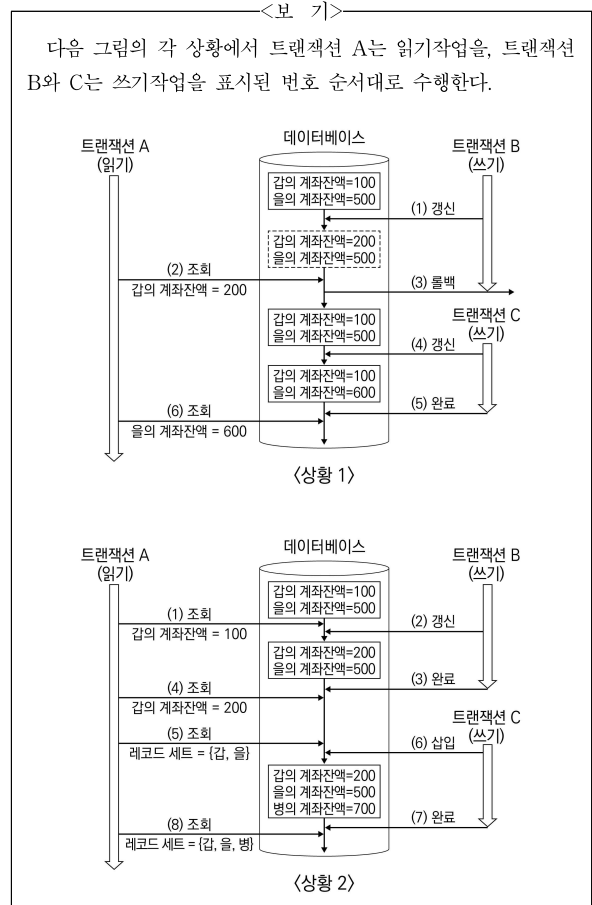 <보 기>
다음 그림의 각 상황에서 트랜잭션 A는 읽기작업을, 트랜잭션
B와 C는 쓰기작업을 표시된 번호 순서대로 수행한다.
트랜잭션 A
(읽기)
데이터베이스
트랜잭션 B
(쓰기)
갑의 계좌잔액=100
을의 계좌잔액=500
(1) 갱신
갑의 계좌잔액=200
을의 계좌잔액=500
(2) 조회
갑의 계좌잔액 = 200
(3) 롤백
갑의 계좌잔액=100
을의 계좌잔액=500
트랜잭션 C
(쓰기)
(4) 갱신
갑의 계좌잔액=100
을의 계좌잔액=600
(5) 완료
(6) 조회
을의 계좌잔액 = 600
〈상황 1〉
트랜잭션 A
(읽기)
데이터베이스
트랜잭션 B
(쓰기)
갑의 계좌잔액=100
을의 계좌잔액=500
(1) 조회
갑의 계좌잔액 = 100
(2) 갱신
갑의 계좌잔액=200
을의 계좌잔액=500
(3) 완료
(4) 조회
갑의 계좌잔액 = 200
트랜잭션 C
(쓰기)
(5) 조회
레코드 세트 = {갑, 을}
(6) 삽입
갑의 계좌잔액=200
을의 계좌잔액=500
병의 계좌잔액=700
(7) 완료
(8) 조회
레코드 세트 = {갑, 을, 병}
〈상황 2〉